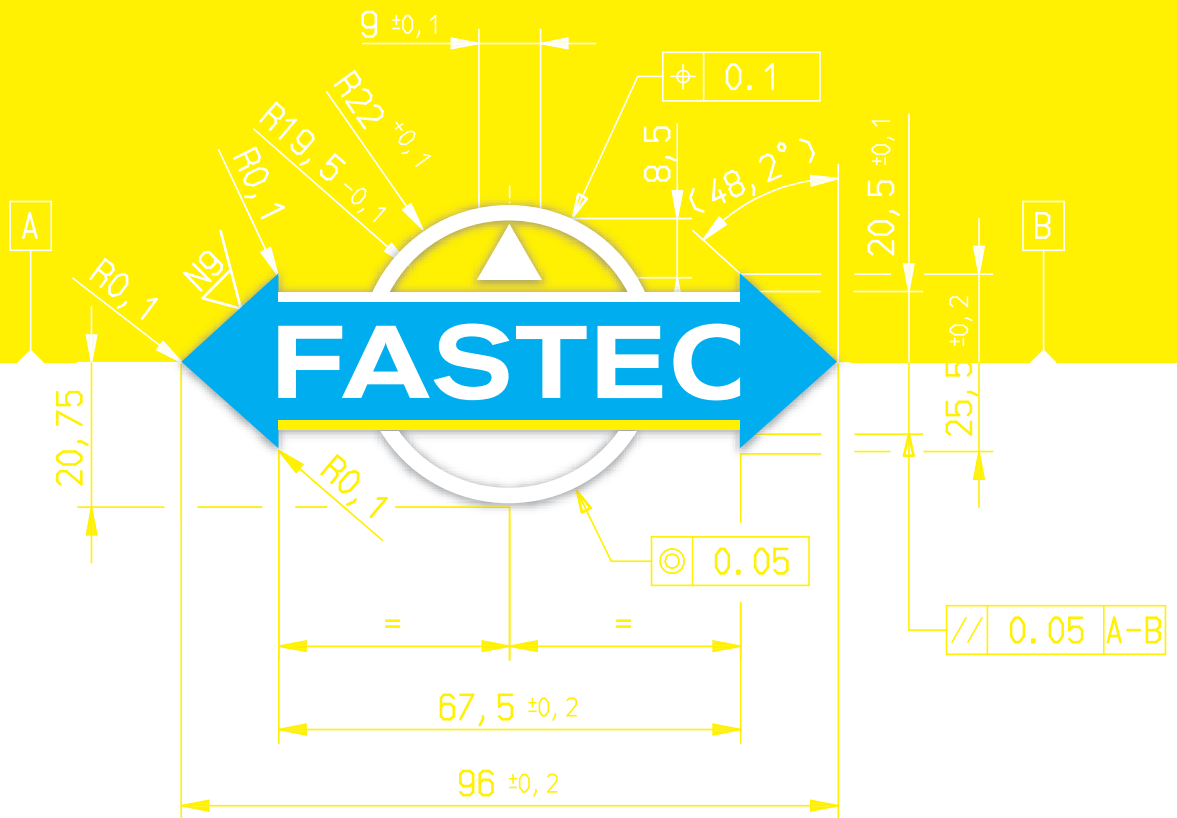 9 ±0,1
0.1
R22 +0,1
R19,5 -0,1
R0,1
8,5
(48,2°)
20,5 ±0,1
A
B
N9
R0,1
25,5 ±0,2
FASTEC
20,75
R0,1
0.05
= =
// 0.05 A-B
67,5 ±0,2
96 ±0,2